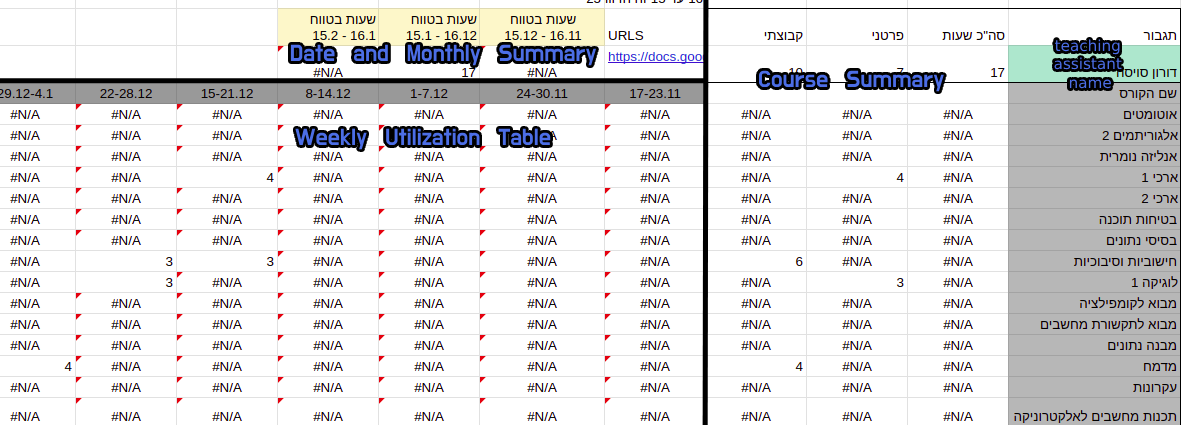 שעות בטווח שעות בטווח שעות בטווח
תגבור סה"כ שעות פרטני קבוצתי URLS 15.12 - 16.11 15.1 - 16.12 15.2 - 16.1
Date and Monthly Summary
teaching
assistant
name
דורון סויסה 17 7 10 https://docs.goo #N/A 17 #N/A
Course Summary
שם הקורס 17-23.11 24-30.11 1-7.12 8-14.12 15-21.12 22-28.12 29.12-4.1
אוטומטים #N/A #N/A #N/A #N/A #N/A #N/A #N/A #N/A #N/A #N/A
Weekly Utilization Table
אלגוריתמים 2 #N/A #N/A #N/A #N/A #N/A #N/A #N/A #N/A #N/A #N/A
אנליזה נומרית #N/A #N/A #N/A #N/A #N/A #N/A #N/A #N/A #N/A #N/A
ארכי 1 #N/A 4 #N/A #N/A #N/A #N/A #N/A 4 #N/A #N/A
ארכי 2 #N/A #N/A #N/A #N/A #N/A #N/A #N/A #N/A #N/A #N/A
בטיחות תוכנה #N/A #N/A #N/A #N/A #N/A #N/A #N/A #N/A #N/A #N/A
בסיסי נתונים #N/A #N/A #N/A #N/A #N/A #N/A #N/A #N/A #N/A #N/A
חישוביות וסיבוכיות #N/A #N/A 6 #N/A #N/A #N/A #N/A 3 3 #N/A
לוגיקה 1 #N/A 3 #N/A #N/A #N/A #N/A #N/A #N/A 3 #N/A
מבוא לקומפילציה #N/A #N/A #N/A #N/A #N/A #N/A #N/A #N/A #N/A #N/A
מבוא לתקשורת מחשבים #N/A #N/A #N/A #N/A #N/A #N/A #N/A #N/A #N/A #N/A
מבנה נתונים #N/A #N/A #N/A #N/A #N/A #N/A #N/A #N/A #N/A #N/A
מדמח #N/A #N/A 4 #N/A #N/A #N/A #N/A #N/A #N/A 4
עקרונות #N/A #N/A #N/A #N/A #N/A #N/A #N/A #N/A #N/A #N/A
תכנות מחשבים לאלקטרוניקה #N/A #N/A #N/A #N/A #N/A #N/A #N/A #N/A #N/A #N/A